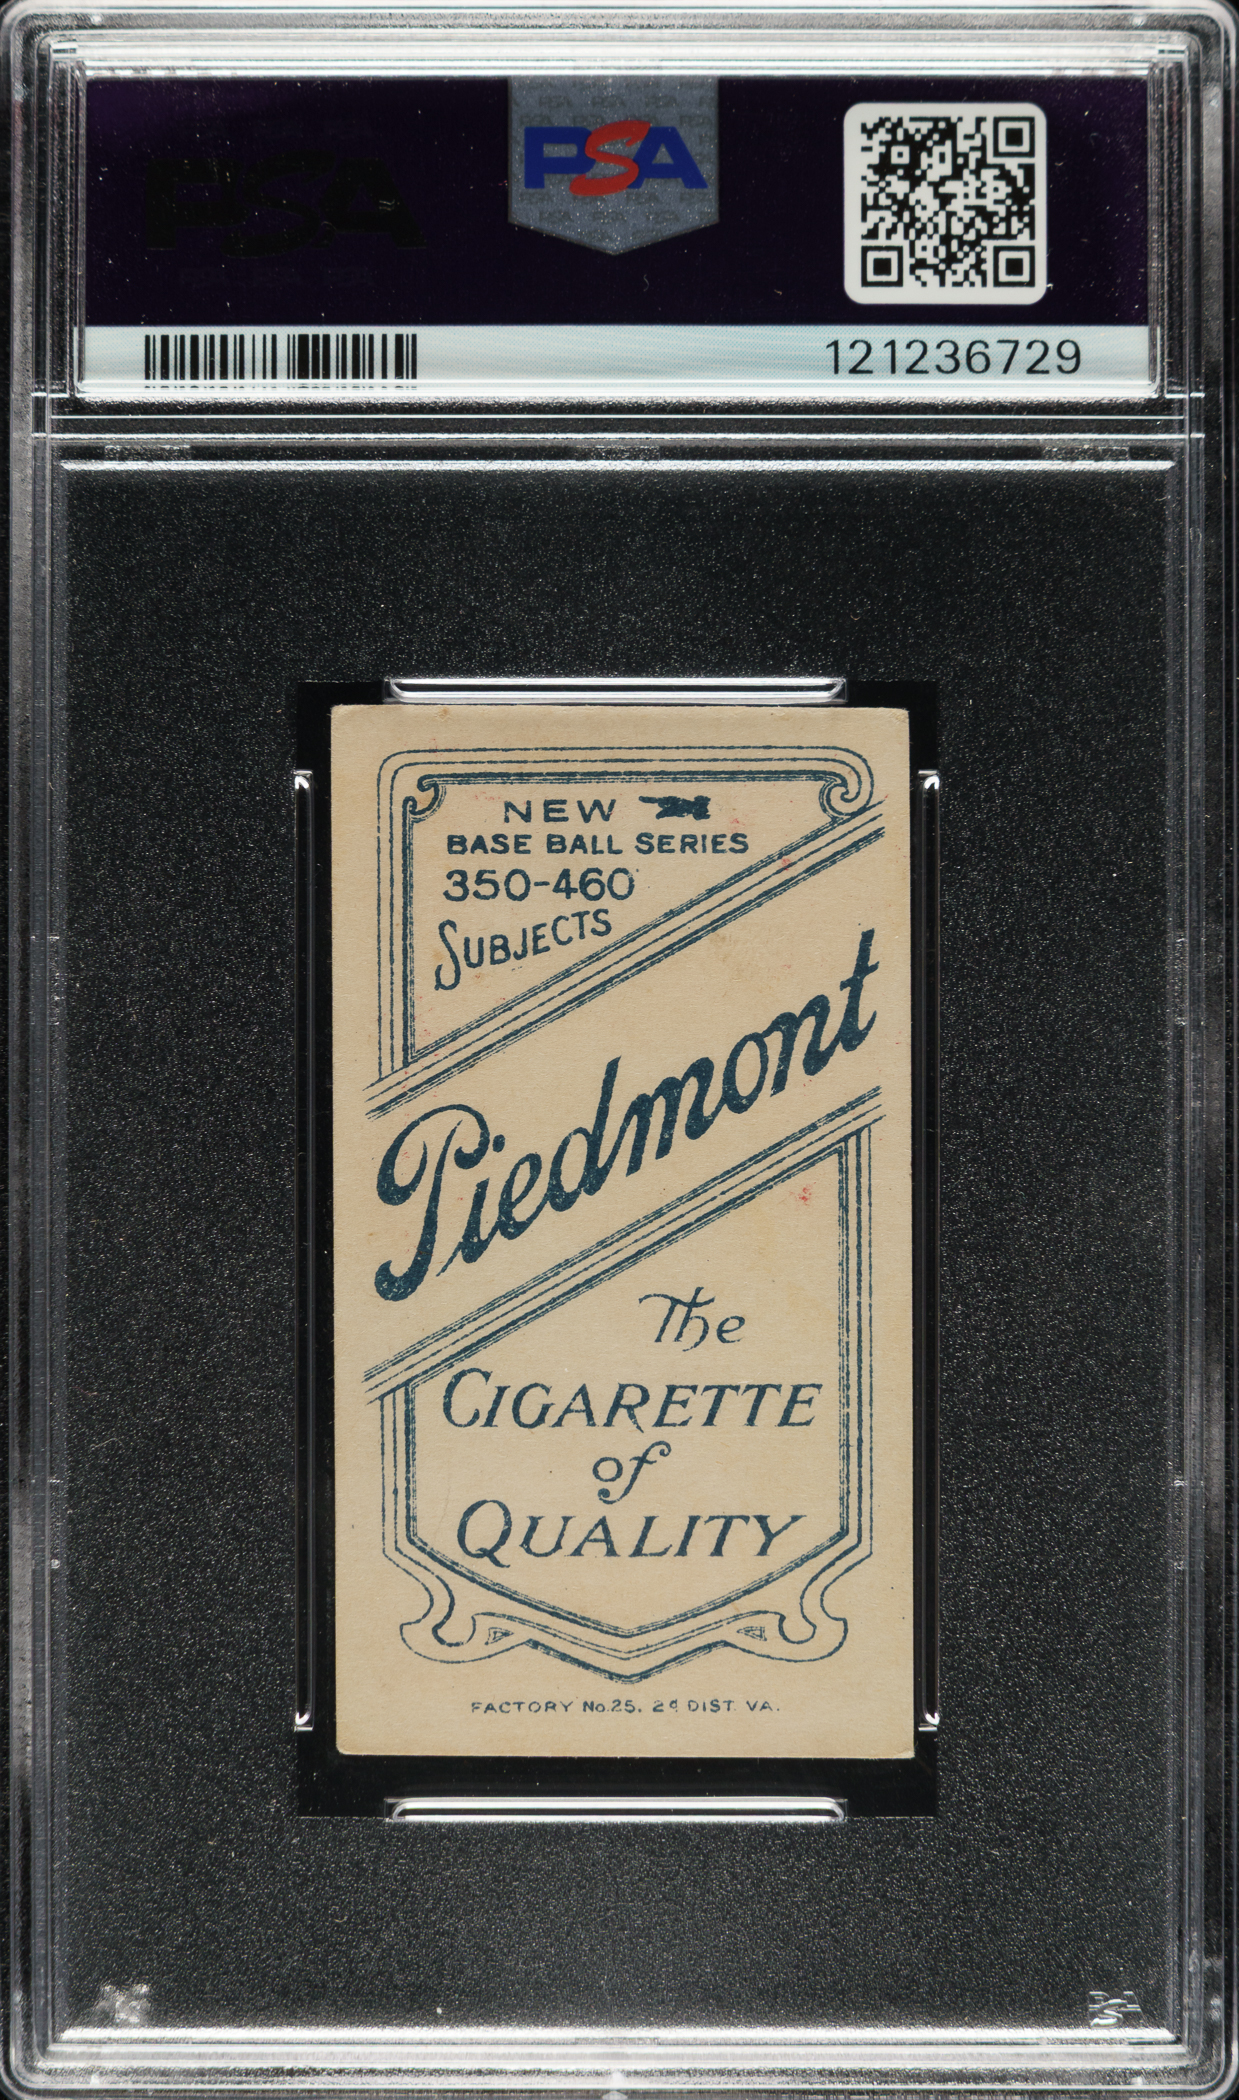 PSA
121236729
NEW
BASE BALL SERIES
350-460
SUBJECTS
Piedmont
The
CIGARETTE
of
QUALITY
FACTORY No.25. 2d DIST. VA.